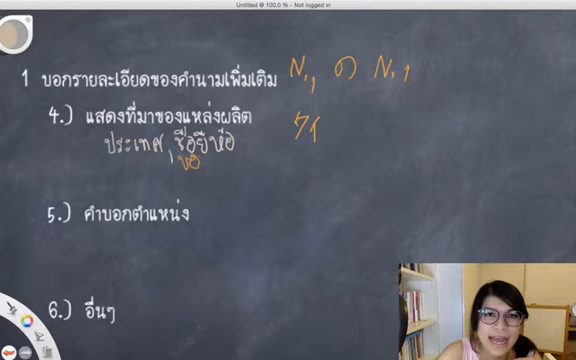 Untitled @ 100.0 % - Not logged in
1 บอกรายละเอียดของคำนามเพิ่มเติม N.1 の N.1
4.) แสดงที่มาของแหล่งผลิต
ประเทศ, ชื่อยี่ห้อ
5.) คำบอกตำแหน่ง
6.) อื่นๆ